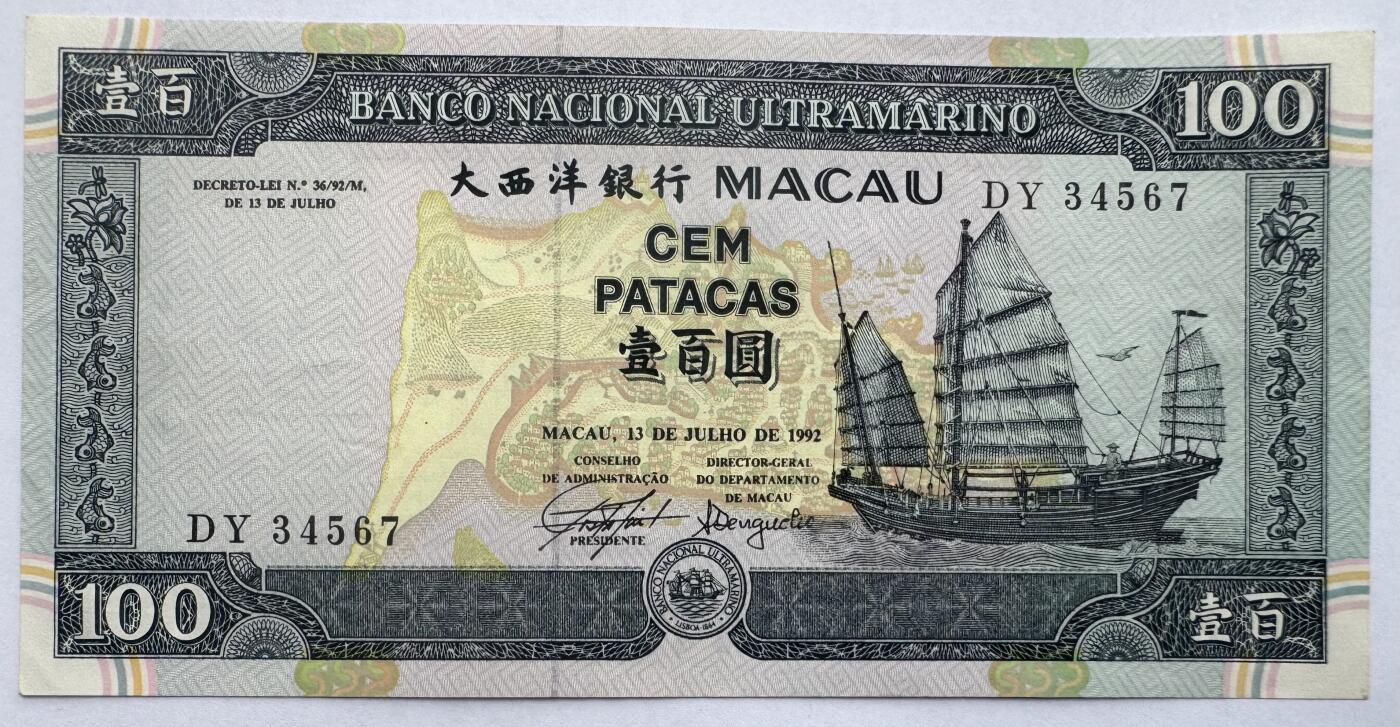 壹百
BANCO NACIONAL ULTRAMARINO
100
DECRETO-LEI N.º 36/92/M,
DE 13 DE JULHO
大西洋銀行 MACAU
DY 34567
CEM
PATACAS
壹百圓
MACAU, 13 DE JULHO DE 1992
CONSELHO
DE ADMINISTRAÇÃO
DIRECTOR-GERAL
DO DEPARTAMENTO
DE MACAU
DY 34567
PRESIDENTE
BANCO NACIONAL ULTRAMARINO
LISBOA-1864
100
壹百